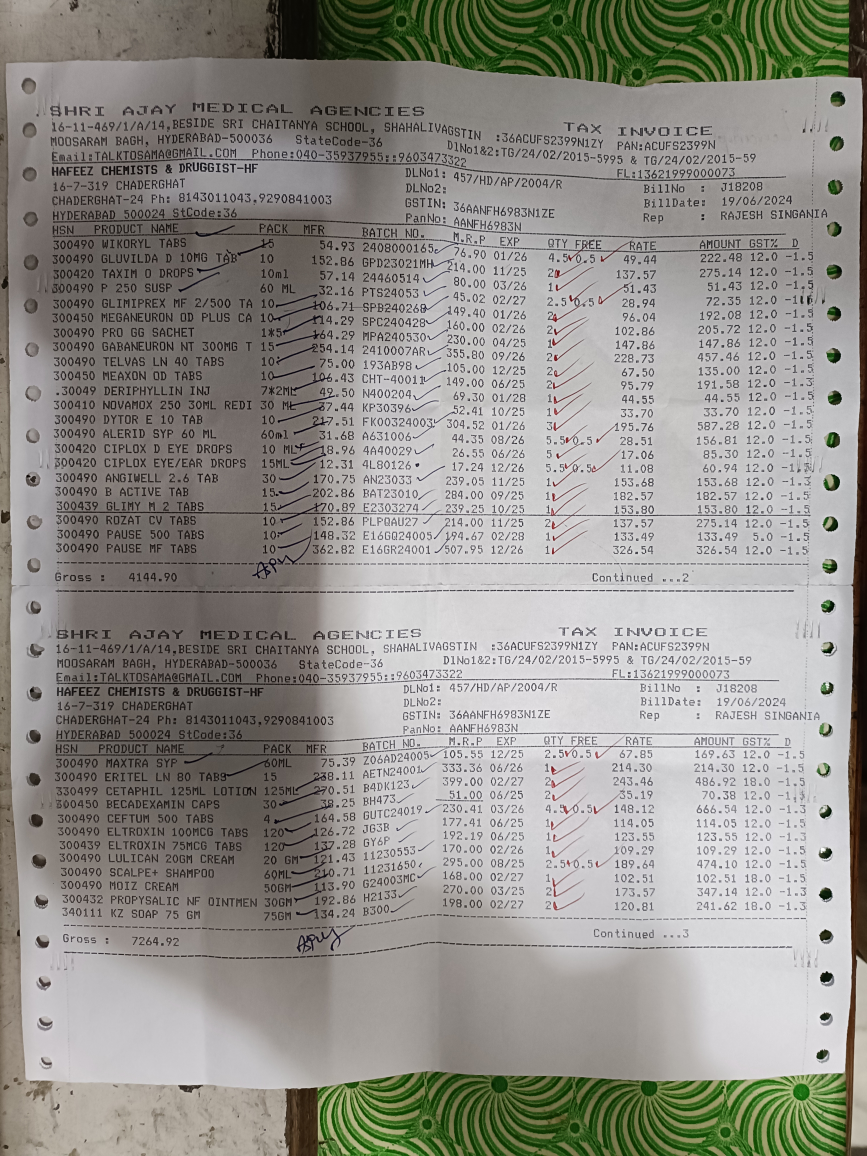 SHRI AJAY MEDICAL AGENCIES TAX INVOICE
16-11-469/1/A/14,BESIDE SRI CHAITANYA SCHOOL, SHAHALIVAGSTIN :36ACUFS2399N1ZY PAN:ACUFS2399N
MOOSARAM BAGH, HYDERABAD-500036 StateCode-36 DlNo1&2:TG/24/02/2015-5995 & TG/24/02/2015-59
Email:TALKTOSAMA@GMAIL.COM Phone:040-35937955::9603473322 FL:13621999000073
HAFEEZ CHEMISTS & DRUGGIST-HF DLNo1: 457/HD/AP/2004/R BillNo : J18208
16-7-319 CHADERGHAT DLNo2: BillDate: 19/06/2024
CHADERGHAT-24 Ph: 8143011043,9290841003 GSTIN: 36AANFH6983N1ZE Rep : RAJESH SINGANIA
HYDERABAD 500024 StCode:36 PanNo: AANFH6983N
HSN PRODUCT NAME PACK MFR BATCH NO. M.R.P EXP QTY FREE RATE AMOUNT GST% D
300490 WIKORYL TABS 15 54.93 2408000165 76.90 01/26 4.5 0.5 49.44 222.48 12.0 -1.5
300490 GLUVILDA D 10MG TAB 10 152.86 GPD23021MH 214.00 11/25 2 137.57 275.14 12.0 -1.5
300420 TAXIM O DROPS 10ml 57.14 24460514 80.00 03/26 1 51.43 51.43 12.0 -1.5
300490 P 250 SUSP 60 ML 32.16 PTS24053 45.02 02/27 2.5 0.5 28.94 72.35 12.0
300490 GLIMIPREX MF 2/500 TA 10 106.71 SPB240268 149.40 01/26 2 96.04 192.08 12.0 -1.5
300450 MEGANEURON OD PLUS CA 10 114.29 SPC240428 160.00 02/26 2 102.86 205.72 12.0 -1.5
300490 PRO GG SACHET 1*5 164.29 MPA240530 230.00 04/25 1 147.86 147.86 12.0 -1.5
300490 GABANEURON NT 300MG T 15 254.14 2410007AR 355.80 09/26 2 228.73 457.46 12.0 -1.5
300490 TELVAS LN 40 TABS 10 75.00 193AB98 105.00 12/25 2 67.50 135.00 12.0 -1.5
300450 MEAXON OD TABS 10 106.43 CHT-40011 149.00 06/25 2 95.79 191.58 12.0 -1.3
.30049 DERIPHYLLIN INJ 7*2ML 49.50 N400204 69.30 01/28 1 44.55 44.55 12.0 -1.5
300410 NOVAMOX 250 30ML REDI 30 ML 37.44 KP30396 52.41 10/25 1 33.70 33.70 12.0 -1.5
300490 DYTOR E 10 TAB 10 217.51 FK00324003 304.52 01/26 3 195.76 587.28 12.0 -1.5
300490 ALERID SYP 60 ML 60ml 31.68 A631006 44.35 08/26 5.5 0.5 28.51 156.81 12.0 -1.5
300420 CIPLOX D EYE DROPS 10 ML 18.96 4A40029 26.55 06/26 5 17.06 85.30 12.0 -1.5
300420 CIPLOX EYE/EAR DROPS 15ML 12.31 4L80126 17.24 12/26 5.5 0.5 11.08 60.94 12.0 -1.5
300490 ANGIWELL 2.6 TAB 30 170.75 AN23033 239.05 11/25 1 153.68 153.68 12.0 -1.3
300490 B ACTIVE TAB 15 202.86 BAT23010 284.00 09/25 1 182.57 182.57 12.0 -1.5
300439 GLIMY M 2 TABS 15 170.89 E2303274 239.25 10/25 1 153.80 153.80 12.0 -1.5
300490 ROZAT CV TABS 10 152.86 PLPQAU27 214.00 11/25 2 137.57 275.14 12.0 -1.5
300490 PAUSE 500 TABS 10 148.32 E16GQ24005 194.67 02/28 1 133.49 133.49 5.0 -1.5
300490 PAUSE MF TABS 10 362.82 E16GR24001 507.95 12/26 1 326.54 326.54 12.0 -1.5
Gross : 4144.90 Continued ...2
SHRI AJAY MEDICAL AGENCIES TAX INVOICE
16-11-469/1/A/14,BESIDE SRI CHAITANYA SCHOOL, SHAHALIVAGSTIN :36ACUFS2399N1ZY PAN:ACUFS2399N
MOOSARAM BAGH, HYDERABAD-500036 StateCode-36 DlNo1&2:TG/24/02/2015-5995 & TG/24/02/2015-59
Email:TALKTOSAMA@GMAIL.COM Phone:040-35937955::9603473322 FL:13621999000073
HAFEEZ CHEMISTS & DRUGGIST-HF DLNo1: 457/HD/AP/2004/R BillNo : J18208
16-7-319 CHADERGHAT DLNo2: BillDate: 19/06/2024
CHADERGHAT-24 Ph: 8143011043,9290841003 GSTIN: 36AANFH6983N1ZE Rep : RAJESH SINGANIA
HYDERABAD 500024 StCode:36 PanNo: AANFH6983N
HSN PRODUCT NAME PACK MFR BATCH NO. M.R.P EXP QTY FREE RATE AMOUNT GST% D
300490 MAXTRA SYP 60ML 75.39 Z06AD24005 105.55 12/25 2.5 0.5 67.85 169.63 12.0 -1.5
300490 ERITEL LN 80 TABS 15 238.11 AETN24001 333.36 06/26 1 214.30 214.30 12.0 -1.5
330499 CETAPHIL 125ML LOTION 125ML 270.51 B4DK123 399.00 02/27 2 243.46 486.92 18.0 -1.5
300450 BECADEXAMIN CAPS 30 38.25 BH473 51.00 06/25 2 35.19 70.38 12.0
300490 CEFTUM 500 TABS 4 164.58 GUTC24019 230.41 03/26 4.5 0.5 148.12 666.54 12.0 -1.3
300490 ELTROXIN 100MCG TABS 120 126.72 JG3B 177.41 06/25 1 114.05 114.05 12.0 -1.5
300439 ELTROXIN 75MCG TABS 120 137.28 GY6P 192.19 06/25 1 123.55 123.55 12.0 -1.3
300490 LULICAN 20GM CREAM 20 GM 121.43 11230553 170.00 02/26 1 109.29 109.29 12.0 -1.5
300490 SCALPE+ SHAMPOO 60ML 210.71 11231650 295.00 08/25 2.5 0.5 189.64 474.10 12.0 -1.5
300490 MOIZ CREAM 50GM 113.90 G24003MC 168.00 02/27 1 102.51 102.51 18.0 -1.5
300432 PROPYSALIC NF OINTMEN 30GM 192.86 H2133 270.00 03/25 2 173.57 347.14 12.0 -1.3
340111 KZ SOAP 75 GM 75GM 134.24 B300 198.00 02/27 2 120.81 241.62 18.0 -1.3
Gross : 7264.92 Continued ...3